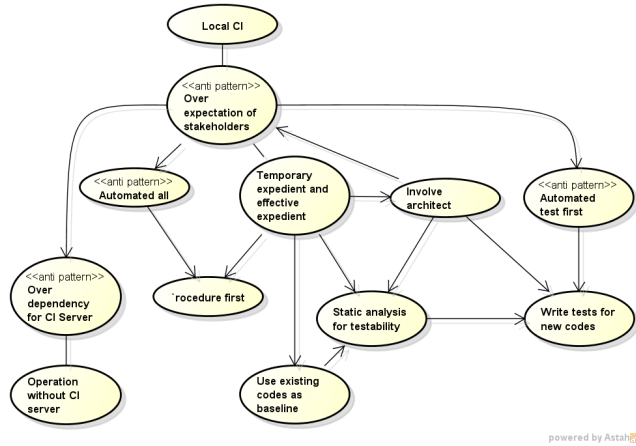 Local CI
<<anti pattern>>
Over
expectation of
stakeholders
<<anti pattern>>
Automated all
Temporary
expedient and
effective
expedient
Involve
architect
<<anti pattern>>
Automated
test first
<<anti pattern>>
Over
dependency
for CI Server
`rocedure first
Static analysis
for testability
Write tests for
new codes
Operation
without CI
server
Use existing
codes as
baseline
powered by Astah